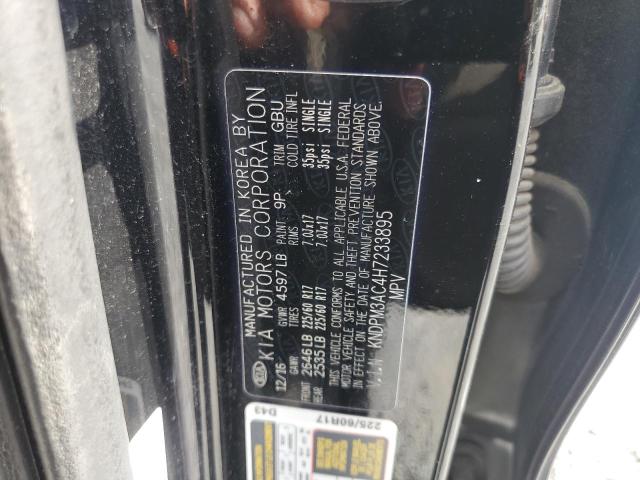 MANUFACTURED IN KOREA BY
KIA MOTORS CORPORATION
12/16 GVWR 4597 LB PAINT: 9P TRIM GBU
GAWR TIRES RIMS COLD TIRE INFL
FRONT 2646 LB 225/60 R17 7.0Jx17 35psi SINGLE
REAR 2535 LB 225/60 R17 7.0Jx17 35psi SINGLE
THIS VEHICLE CONFORMS TO ALL APPLICABLE U.S.A. FEDERAL
MOTOR VEHICLE SAFETY AND THEFT PREVENTION STANDARDS
IN EFFECT ON THE DATE OF MANUFACTURE SHOWN ABOVE.
V.I.N: KNDPM3AC4H7233895
MPV
D43
225/60R17